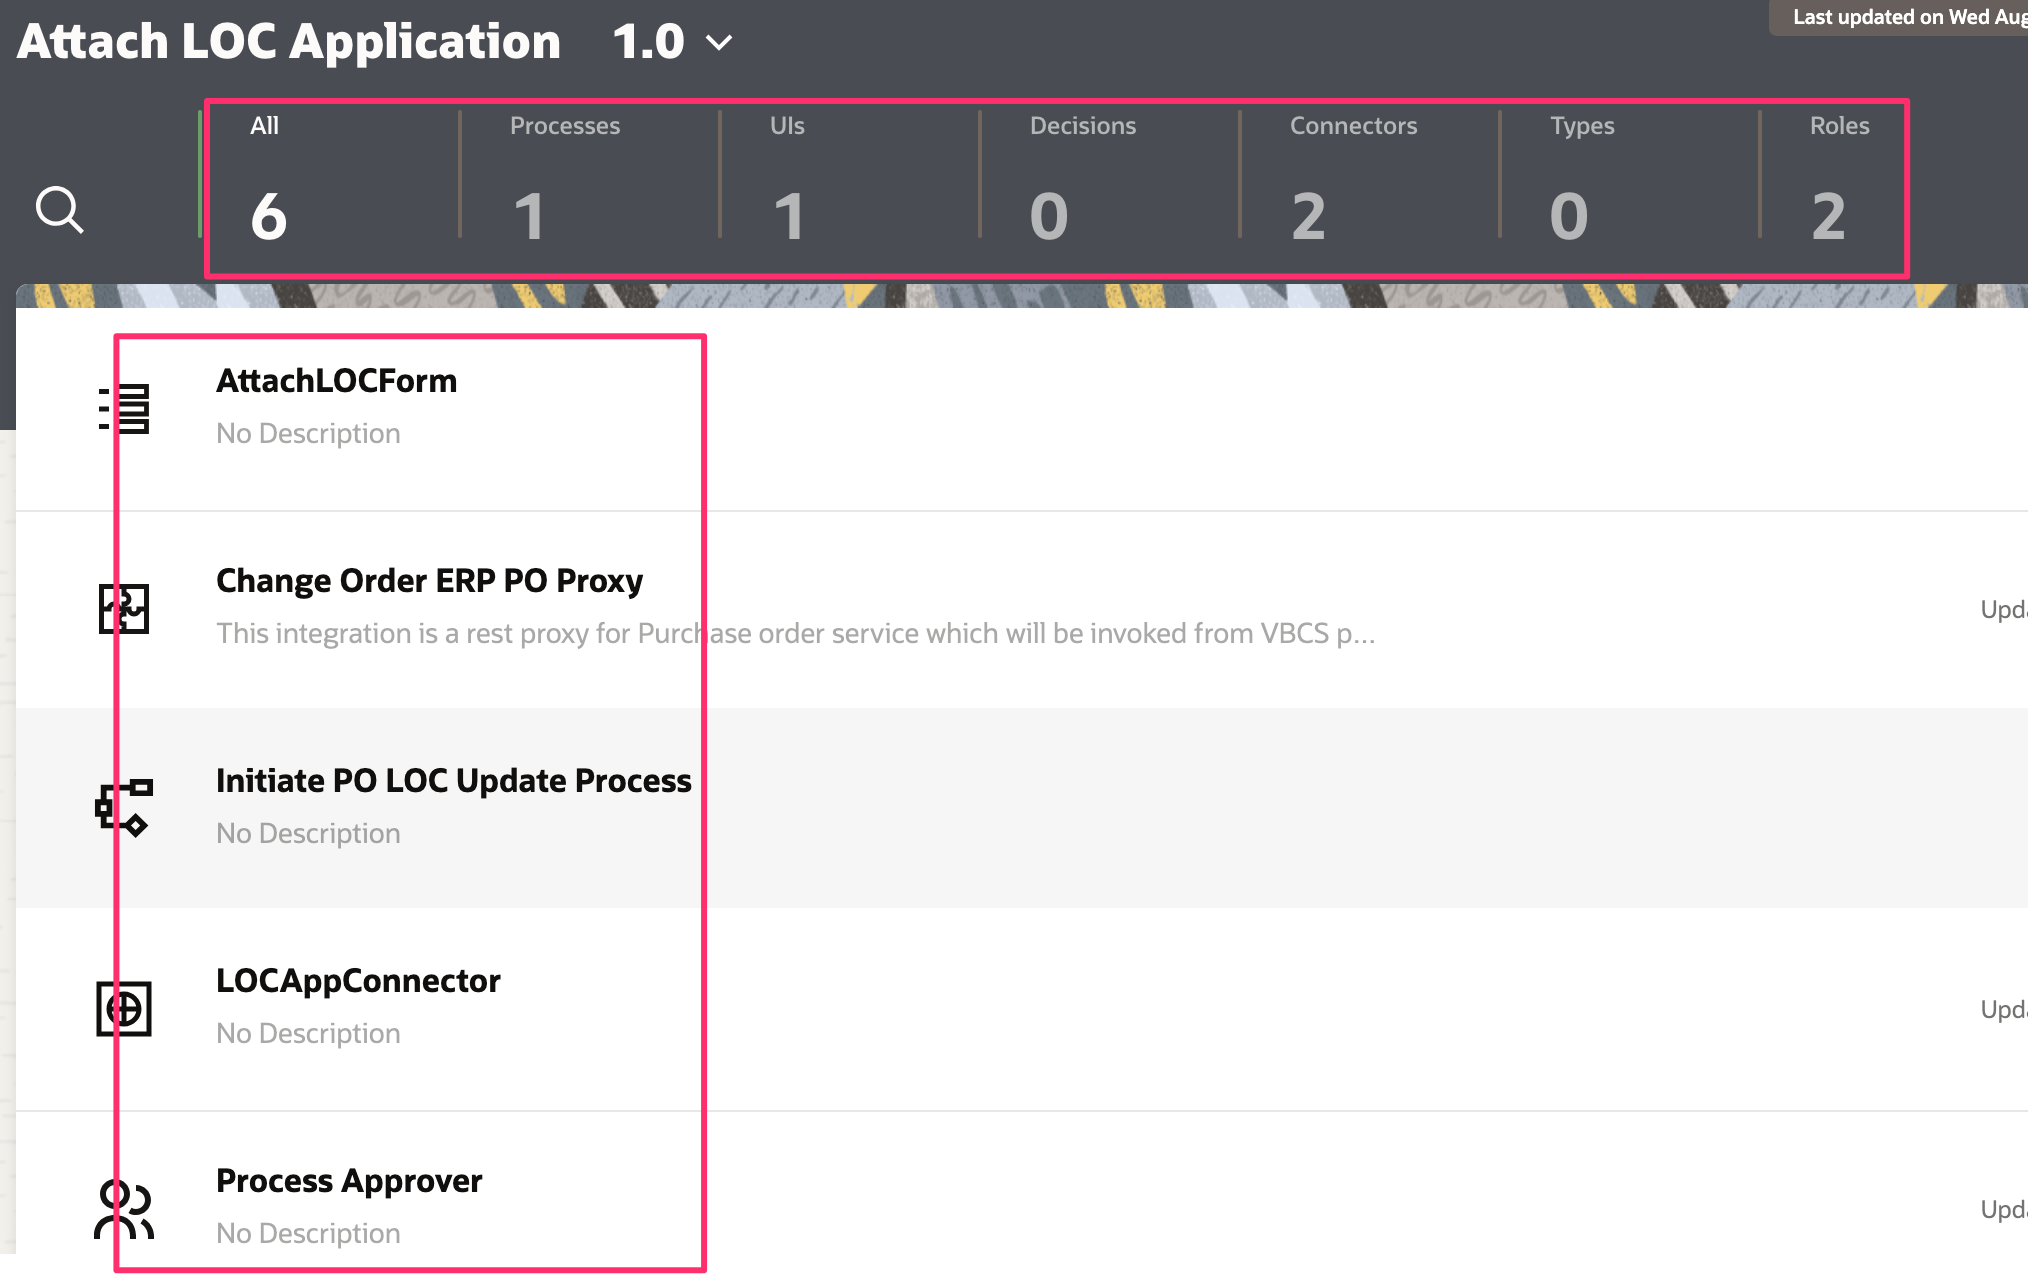 Attach LOC Application 1.0
Last updated on Wed Aug
All Processes UIs Decisions Connectors Types Roles
6 1 1 0 2 0 2
AttachLOCForm
No Description
Change Order ERP PO Proxy
This integration is a rest proxy for Purchase order service which will be invoked from VBCS p...
Upda
Initiate PO LOC Update Process
No Description
LOCAppConnector
No Description
Upda
Process Approver
No Description
Upda